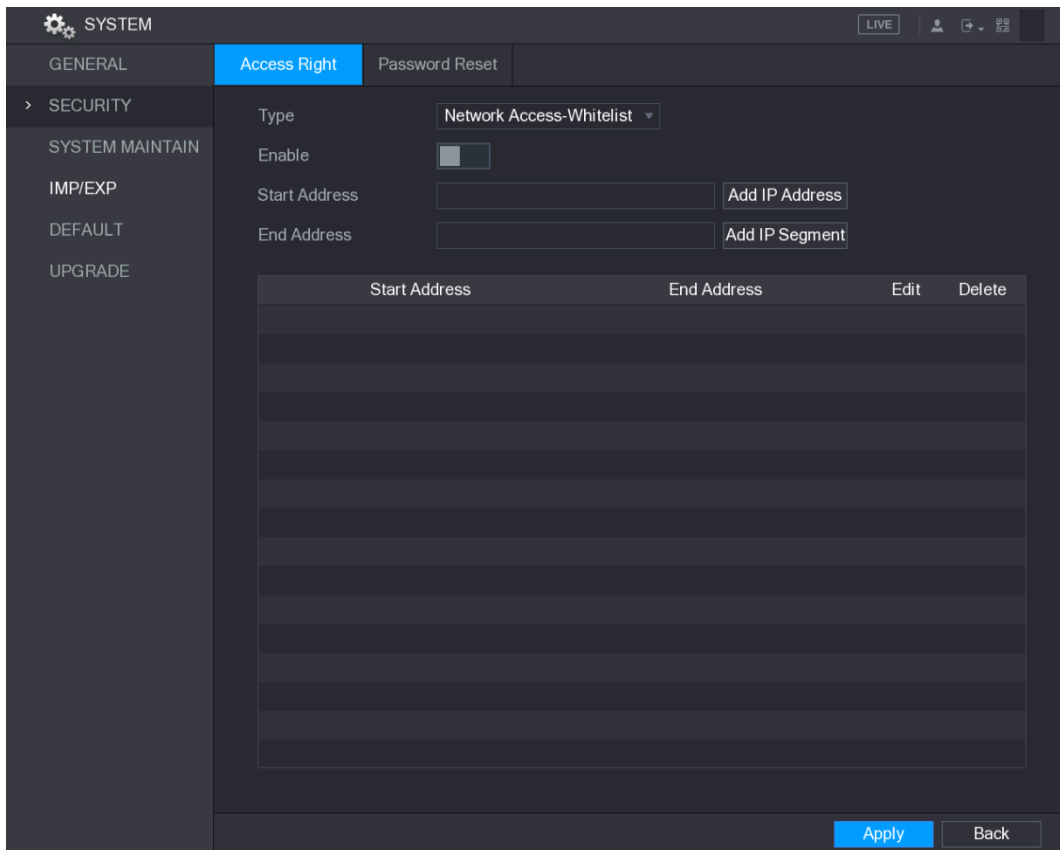 SYSTEM
LIVE
GENERAL
SECURITY
SYSTEM MAINTAIN
IMP/EXP
DEFAULT
UPGRADE
Access Right Password Reset
Type Network Access-Whitelist
Enable
Start Address Add IP Address
End Address Add IP Segment
Start Address End Address Edit Delete
Apply Back